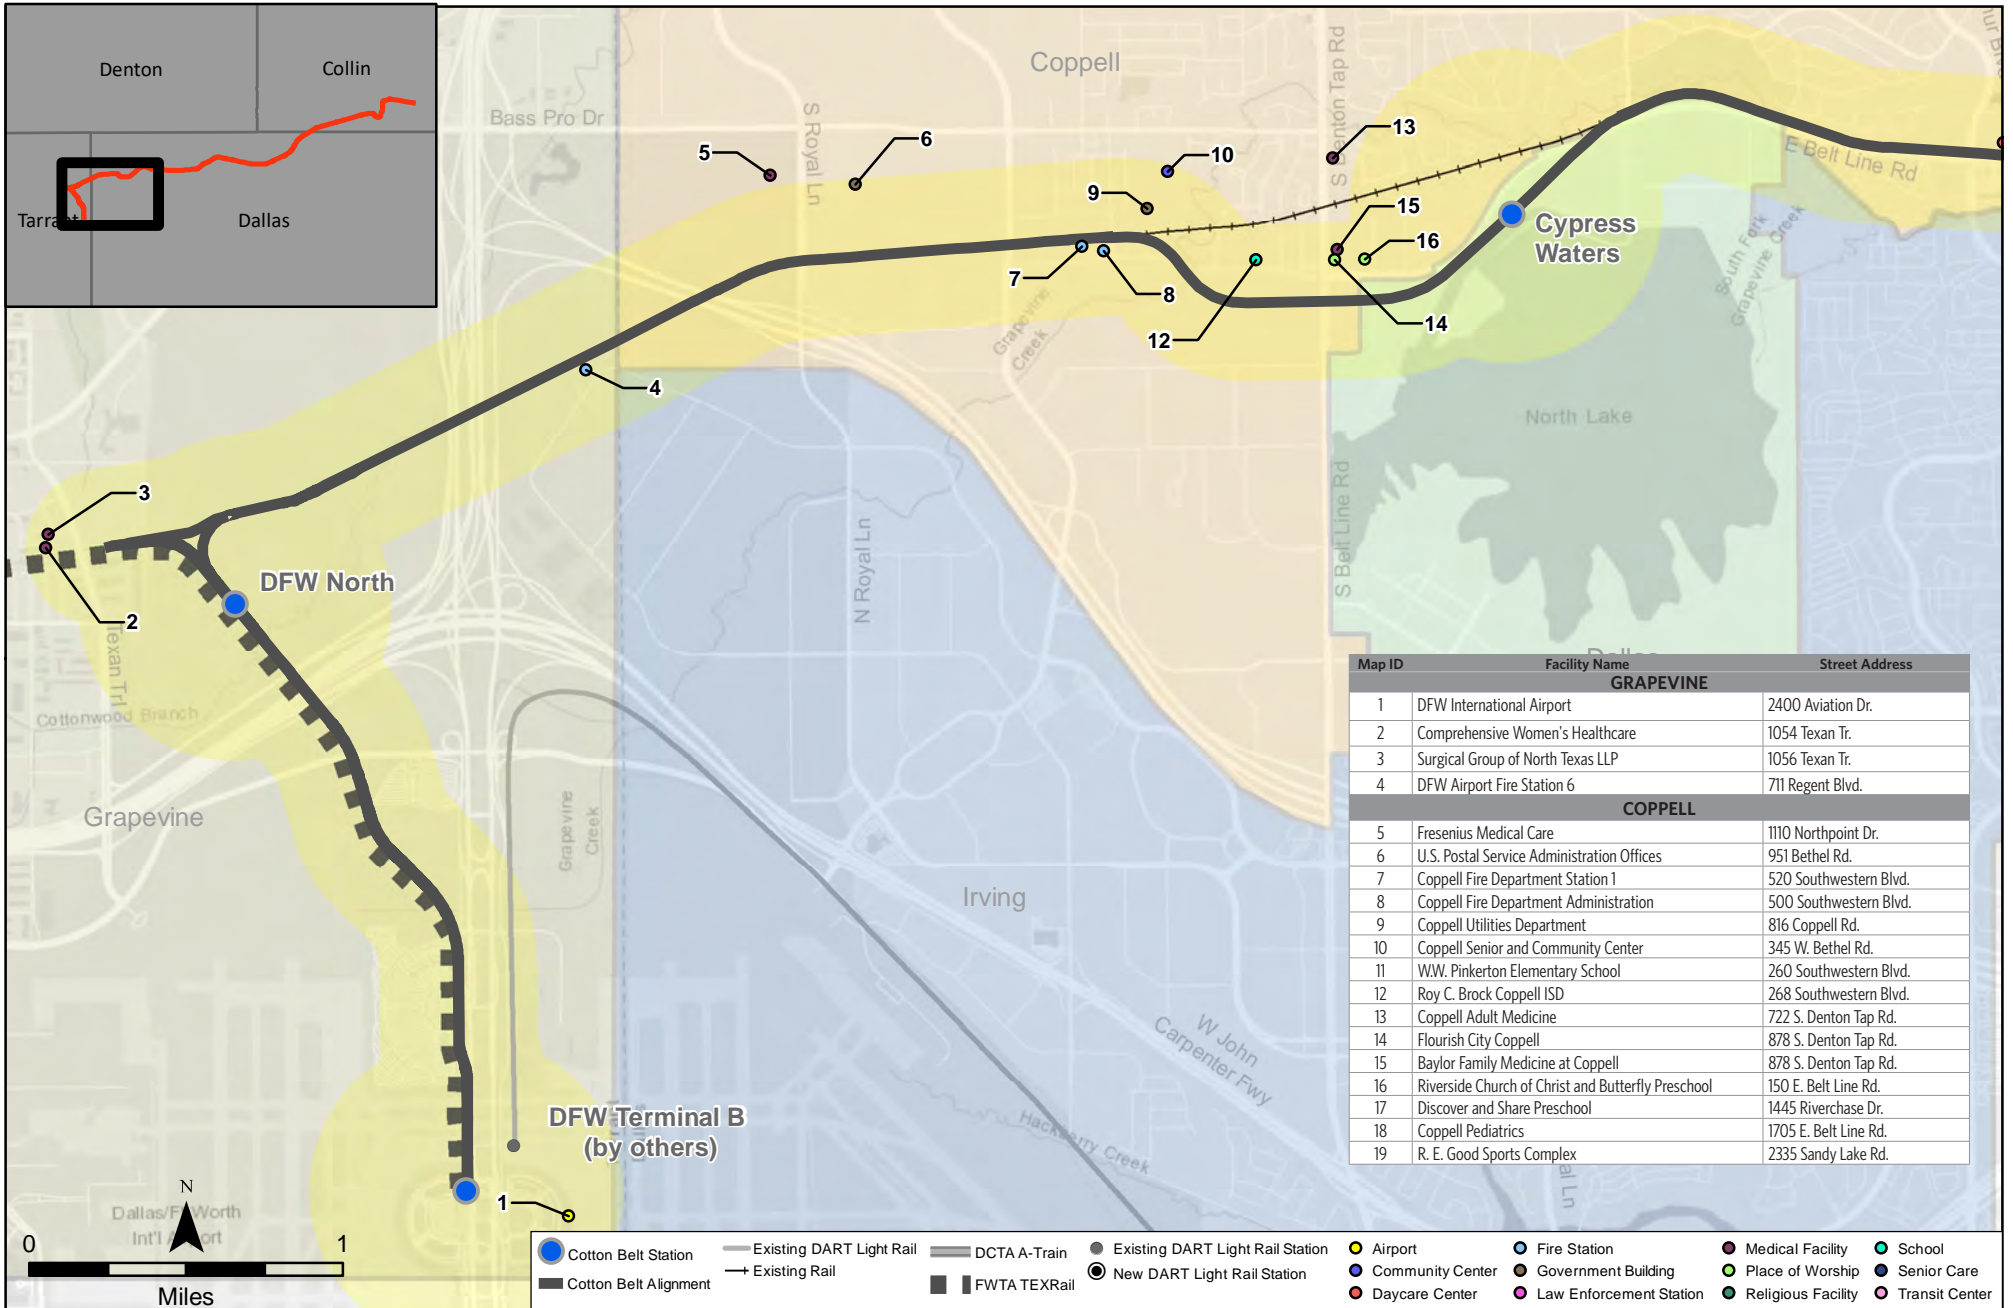 Denton
Collin
Tarrant
Dallas
Coppell
Bass Pro Dr
S Royal Ln
S Denton Tap Rd
E Belt Line Rd
5
6
10
13
9
15
16
7
8
12
14
4
3
2
1
Cypress
Waters
South Fork
Grapevine Creek
Grapevine
Creek
North Lake
S Belt Line Rd
N Royal Ln
DFW North
Texan Trl
Cottonwood Branch
Grapevine
Grapevine
Creek
Irving
Dallas
W John
Carpenter Fwy
Hackberry Creek
DFW Terminal B
(by others)
Dallas/Ft Worth
Int'l Airport
N
0 1
Miles
Map ID Facility Name Street Address
GRAPEVINE
1 DFW International Airport 2400 Aviation Dr.
2 Comprehensive Women's Healthcare 1054 Texan Tr.
3 Surgical Group of North Texas LLP 1056 Texan Tr.
4 DFW Airport Fire Station 6 711 Regent Blvd.
COPPELL
5 Fresenius Medical Care 1110 Northpoint Dr.
6 U.S. Postal Service Administration Offices 951 Bethel Rd.
7 Coppell Fire Department Station 1 520 Southwestern Blvd.
8 Coppell Fire Department Administration 500 Southwestern Blvd.
9 Coppell Utilities Department 816 Coppell Rd.
10 Coppell Senior and Community Center 345 W. Bethel Rd.
11 W.W. Pinkerton Elementary School 260 Southwestern Blvd.
12 Roy C. Brock Coppell ISD 268 Southwestern Blvd.
13 Coppell Adult Medicine 722 S. Denton Tap Rd.
14 Flourish City Coppell 878 S. Denton Tap Rd.
15 Baylor Family Medicine at Coppell 878 S. Denton Tap Rd.
16 Riverside Church of Christ and Butterfly Preschool 150 E. Belt Line Rd.
17 Discover and Share Preschool 1445 Riverchase Dr.
18 Coppell Pediatrics 1705 E. Belt Line Rd.
19 R. E. Good Sports Complex 2335 Sandy Lake Rd.
Cotton Belt Station
Cotton Belt Alignment
Existing DART Light Rail
Existing Rail
DCTA A-Train
FWTA TEXRail
Existing DART Light Rail Station
New DART Light Rail Station
Airport
Community Center
Daycare Center
Fire Station
Government Building
Law Enforcement Station
Medical Facility
Place of Worship
Religious Facility
School
Senior Care
Transit Center